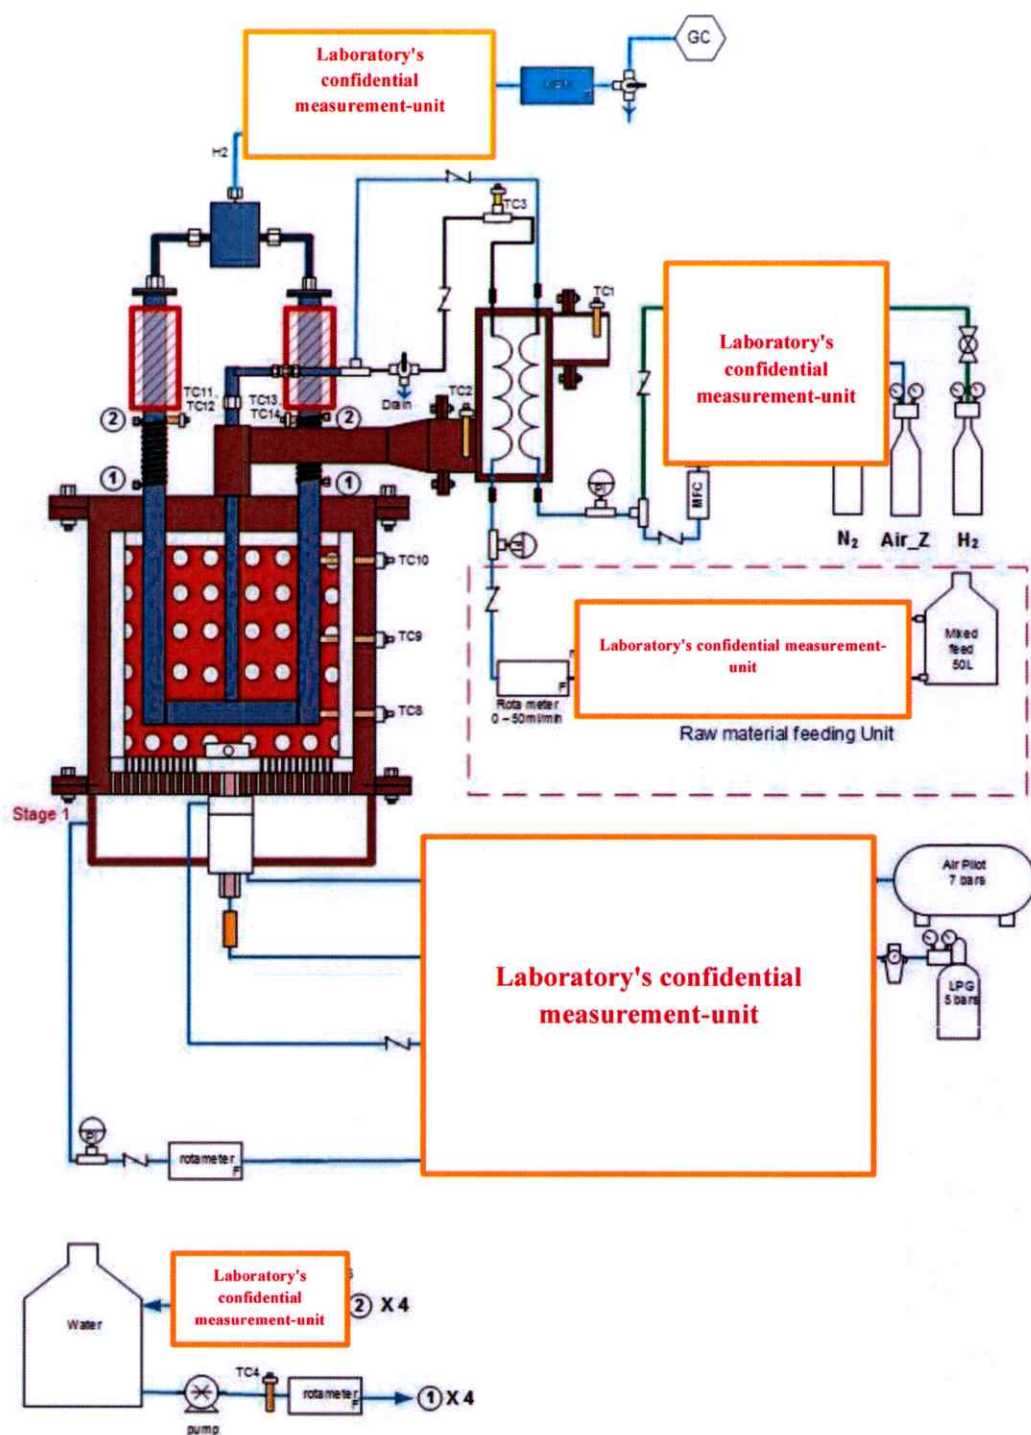 GC
Laboratory's
confidential
measurement-unit
MFM
F
H2
TC3
TC1
Laboratory's
confidential
measurement-unit
TC11,
TC12
TC13,
TC14
Drain
TC2
2
2
1
1
PI
MFC
N₂
Air_Z
H₂
TC10
TC9
TC8
Laboratory's confidential measurement-
unit
Mixed
feed
50L
F
Rota meter
0 – 50ml/min
Raw material feeding Unit
Stage 1
Laboratory's confidential
measurement-unit
Air Pilot
7 bars
LPG
5 bars
PI
rotameter
F
Water
Laboratory's
confidential
measurement-unit
2 X 4
TC4
pump
rotameter
F
1 X 4